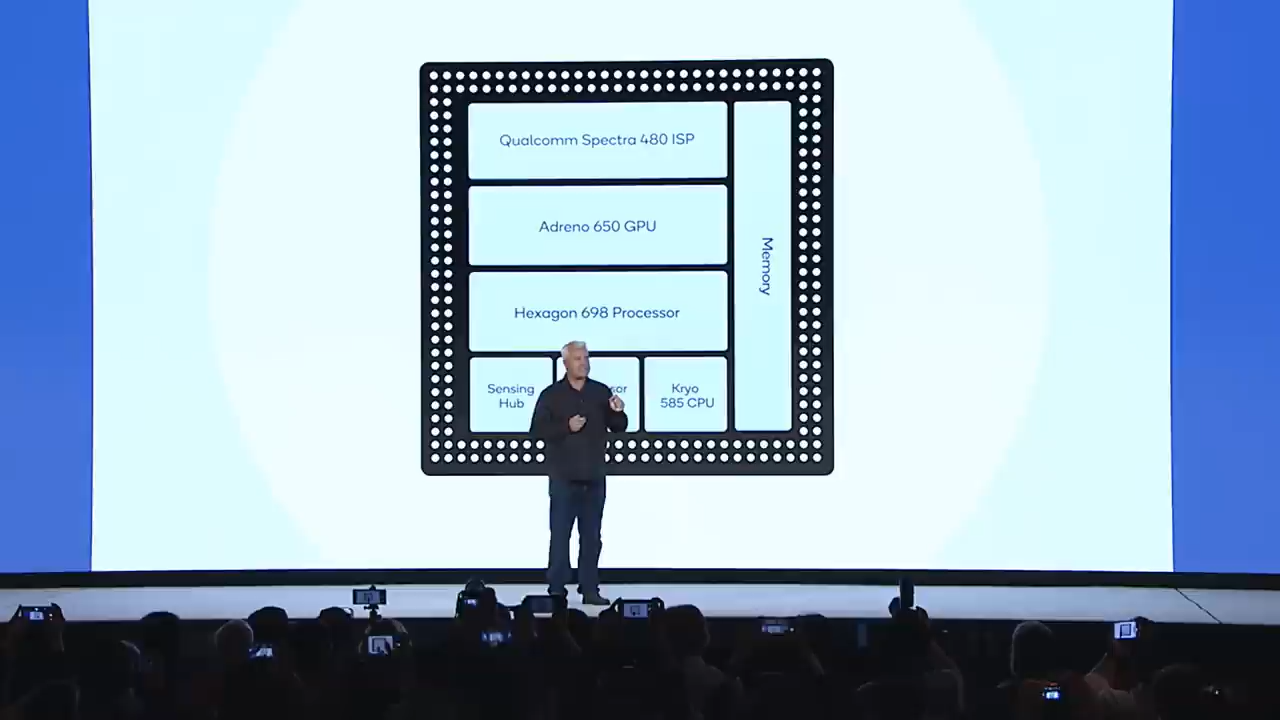 Qualcomm Spectra 480 ISP
Adreno 650 GPU
Hexagon 698 Processor
Sensing
Hub
Kryo
585 CPU
Memory